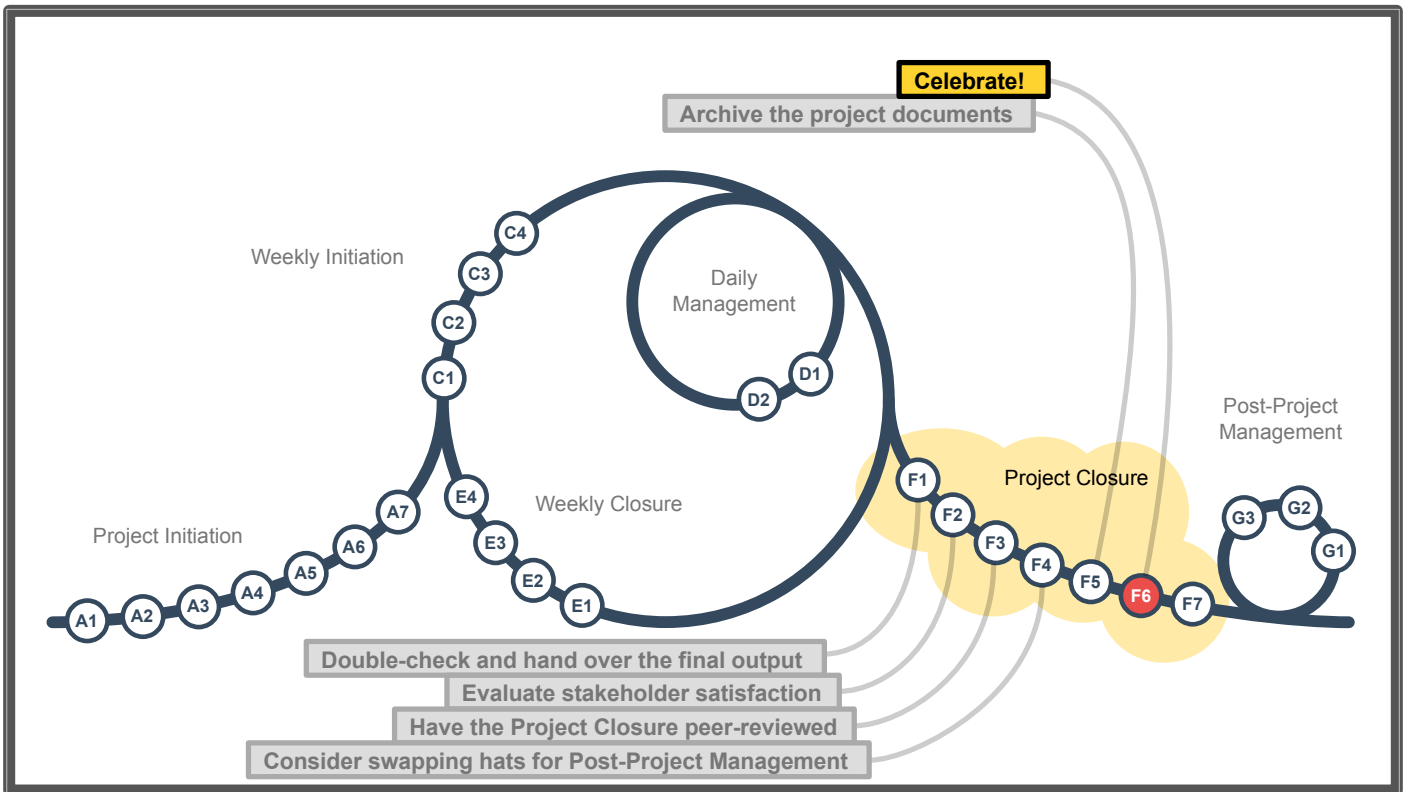 Celebrate!
Archive the project documents
C4
Weekly Initiation
C3
Daily
Management
C2
C1
D1
D2
Post-Project
Management
F1
Project Closure
E4
Weekly Closure
A7
F2
G3
G2
G1
Project Initiation
A6
E3
F3
A5
E2
F4
A4
F5
A3
E1
F6
F7
A2
A1
Double-check and hand over the final output
Evaluate stakeholder satisfaction
Have the Project Closure peer-reviewed
Consider swapping hats for Post-Project Management